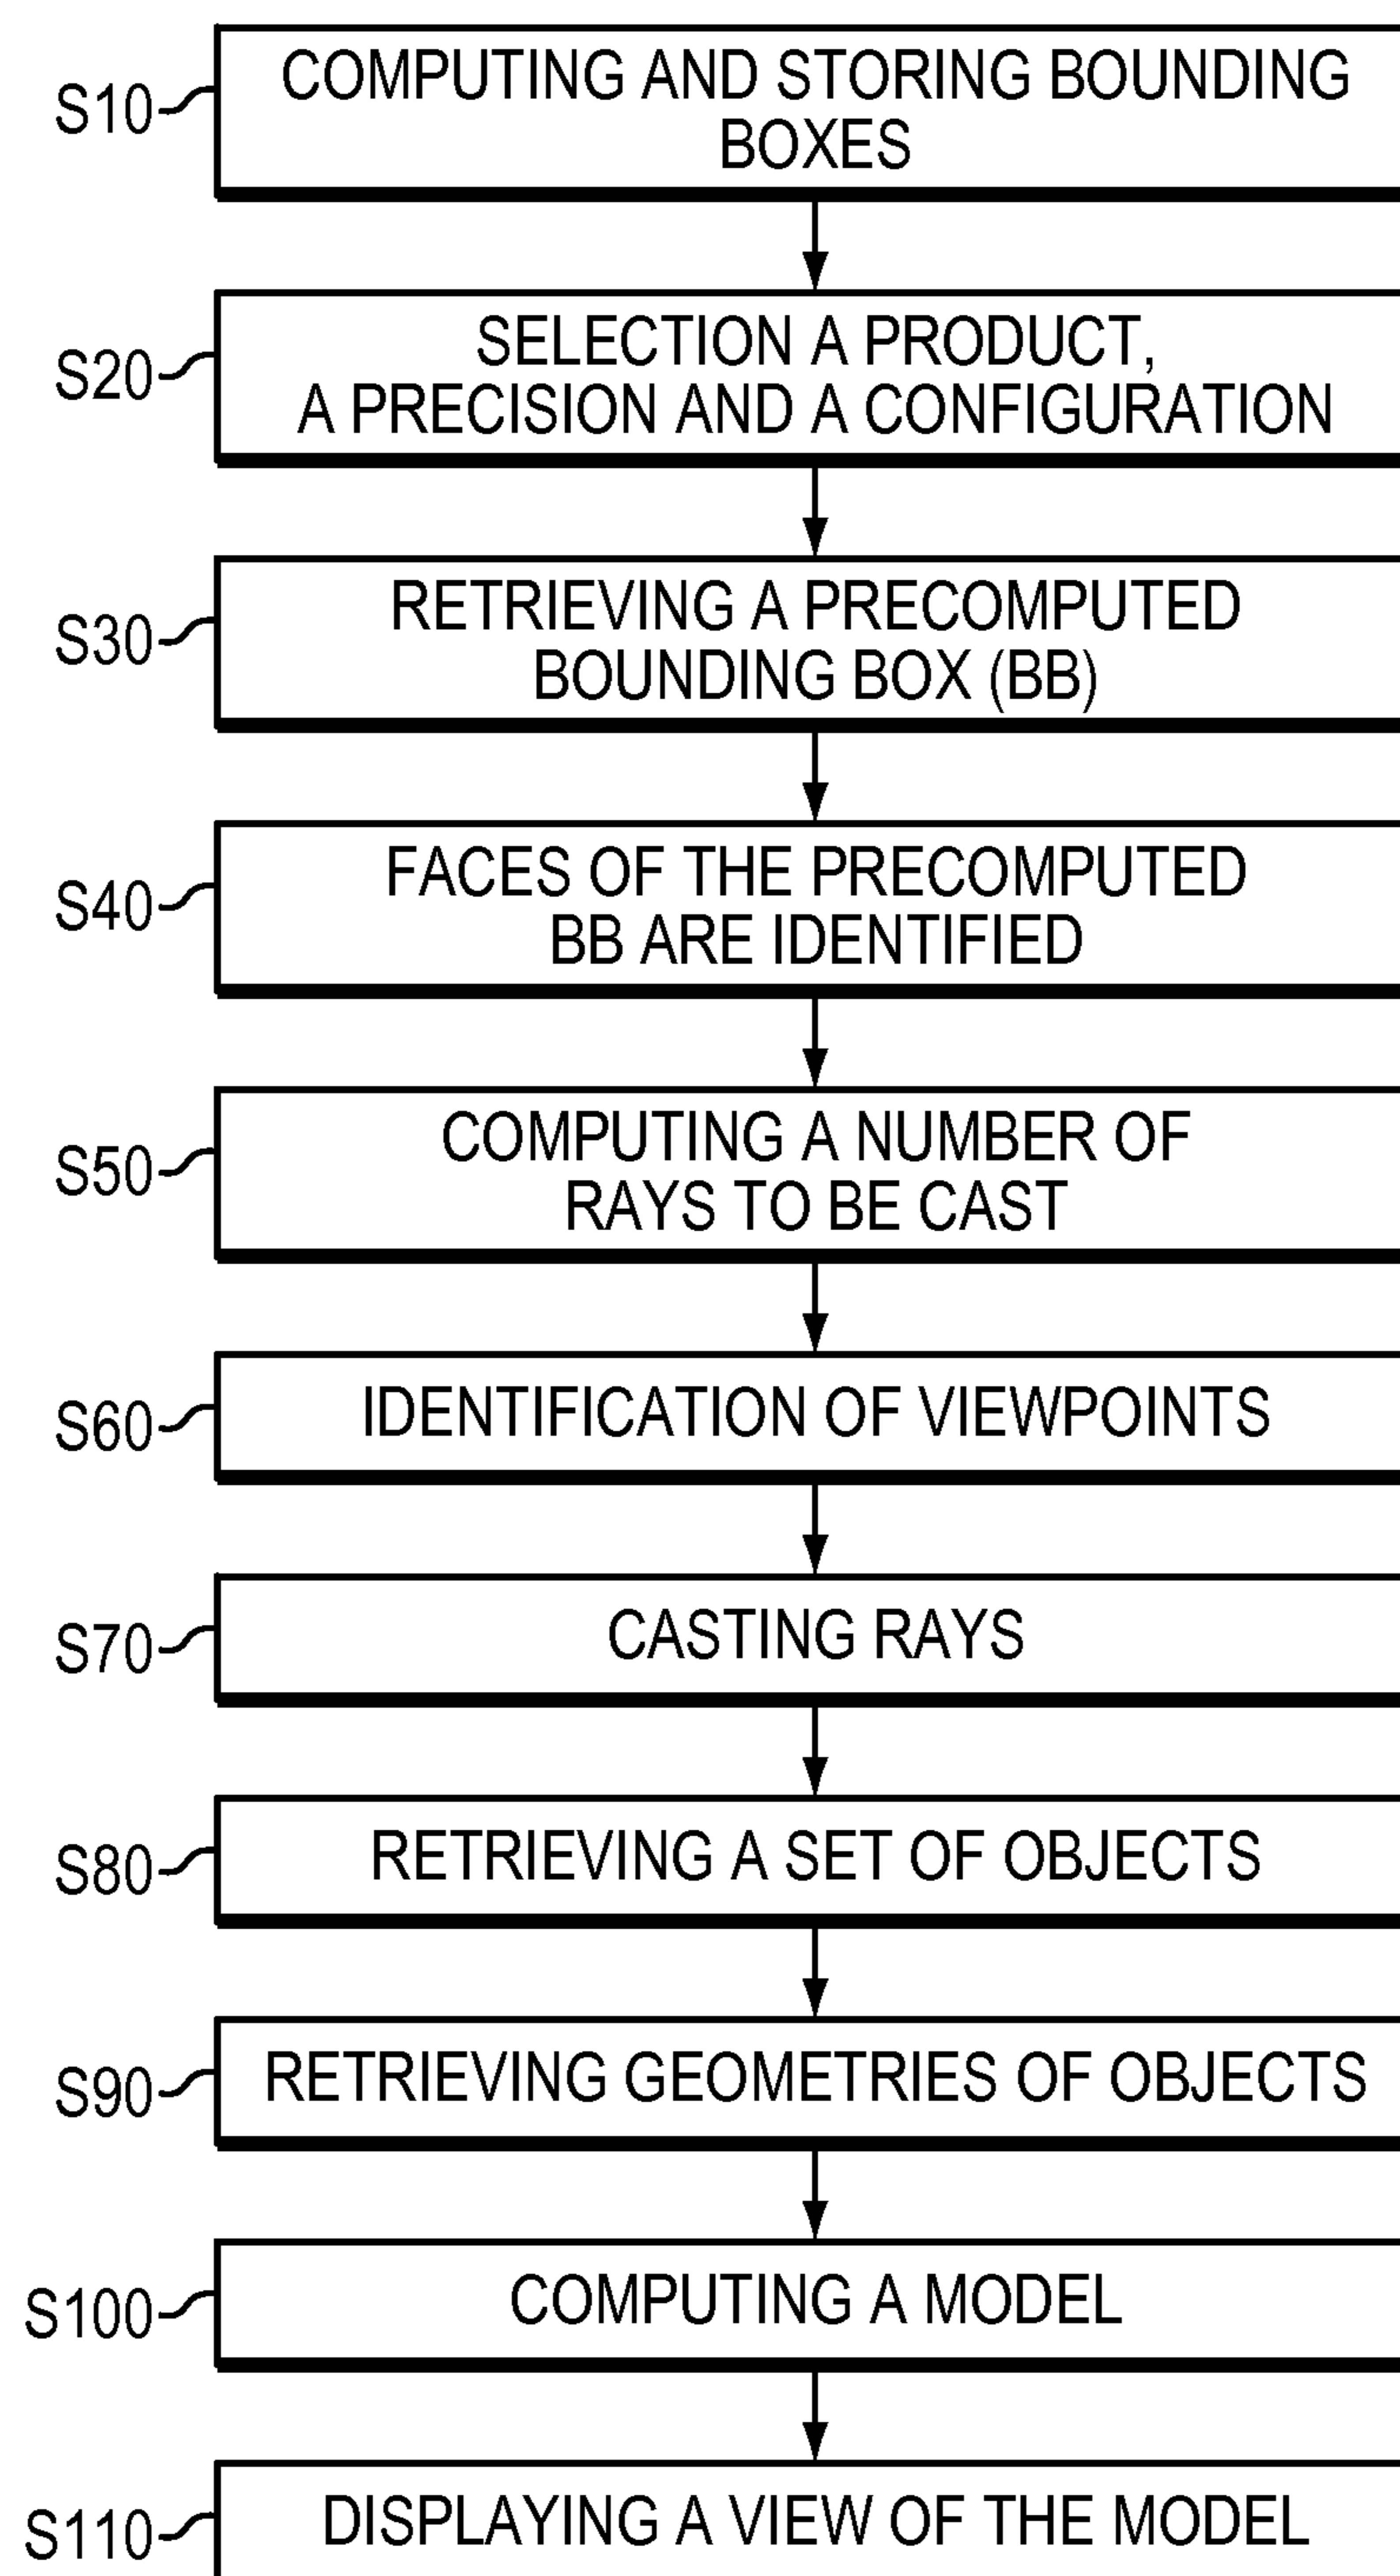 S10
COMPUTING AND STORING BOUNDING
BOXES
S20
SELECTION A PRODUCT,
A PRECISION AND A CONFIGURATION
S30
RETRIEVING A PRECOMPUTED
BOUNDING BOX (BB)
S40
FACES OF THE PRECOMPUTED
BB ARE IDENTIFIED
S50
COMPUTING A NUMBER OF
RAYS TO BE CAST
S60
IDENTIFICATION OF VIEWPOINTS
S70
CASTING RAYS
S80
RETRIEVING A SET OF OBJECTS
S90
RETRIEVING GEOMETRIES OF OBJECTS
S100
COMPUTING A MODEL
S110
DISPLAYING A VIEW OF THE MODEL